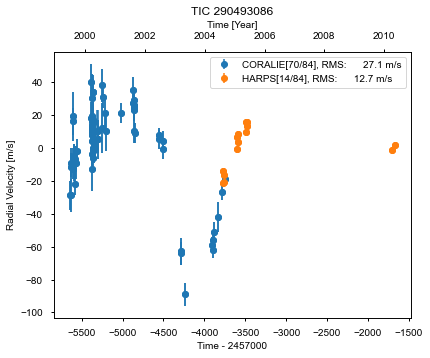 TIC 290493086
Time [Year]
2000 2002 2004 2006 2008 2010
CORALIE[70/84], RMS: 27.1 m/s
HARPS[14/84], RMS: 12.7 m/s
Radial Velocity [m/s]
40
20
0
−20
−40
−60
−80
−100
−5500 −5000 −4500 −4000 −3500 −3000 −2500 −2000 −1500
Time - 2457000